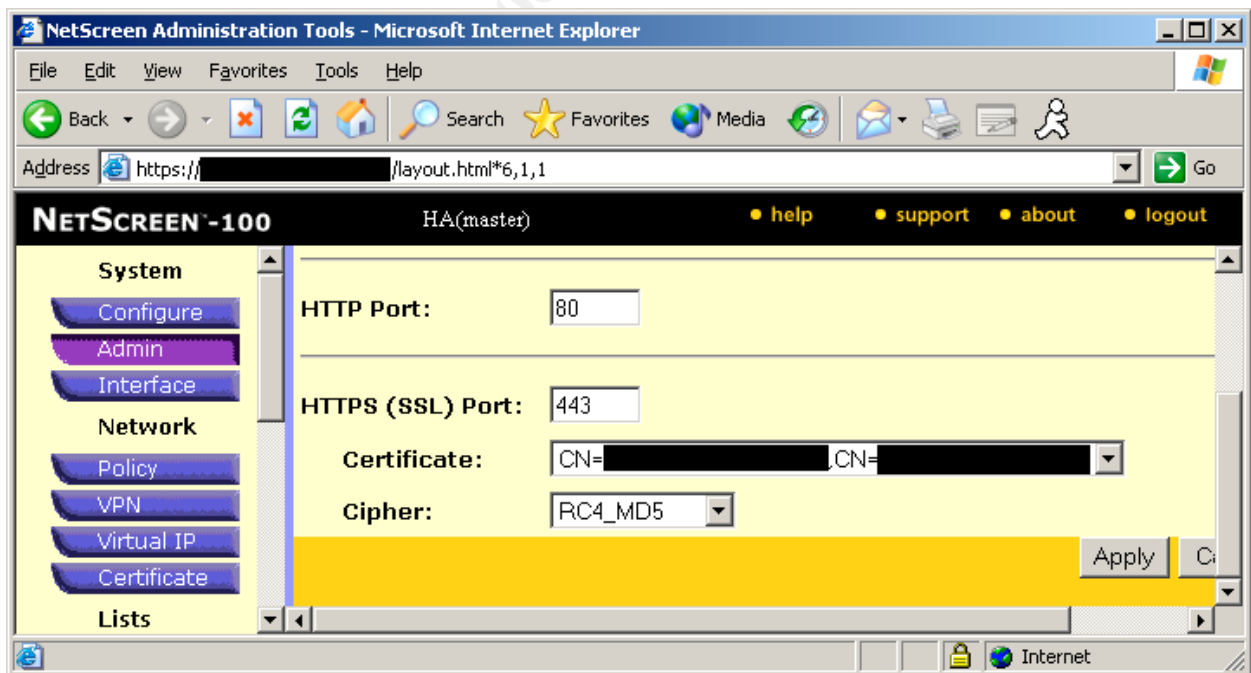 NetScreen Administration Tools - Microsoft Internet Explorer
File Edit View Favorites Tools Help
Back Search Favorites Media
Address https:// /layout.html*6,1,1 Go
NETSCREEN™-100 HA(master) help support about logout
System
Configure
Admin
Interface
Network
Policy
VPN
Virtual IP
Certificate
Lists
HTTP Port: 80
HTTPS (SSL) Port: 443
Certificate: CN= ,CN=
Cipher: RC4_MD5
Apply
Internet